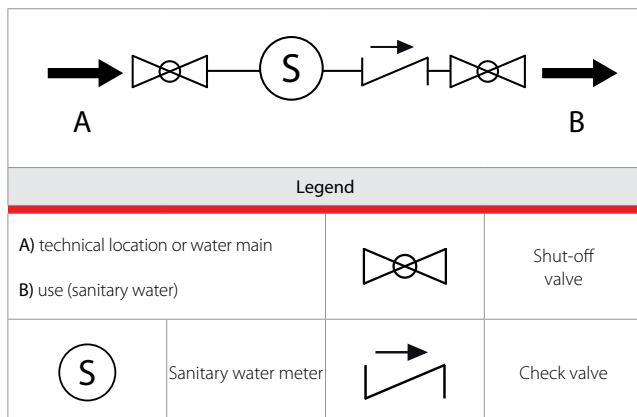 S
A
B
Legend
A) technical location or water main
B) use (sanitary water)
Shut-off
valve
S
Sanitary water meter
Check valve